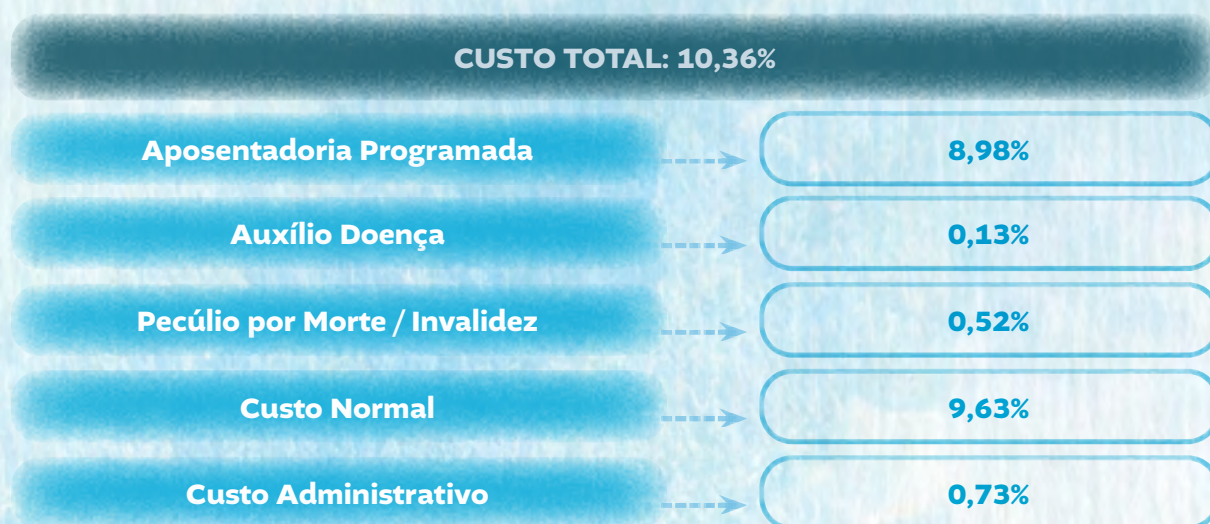 CUSTO TOTAL: 10,36%
Aposentadoria Programada 8,98%
Auxílio Doença 0,13%
Pecúlio por Morte / Invalidez 0,52%
Custo Normal 9,63%
Custo Administrativo 0,73%